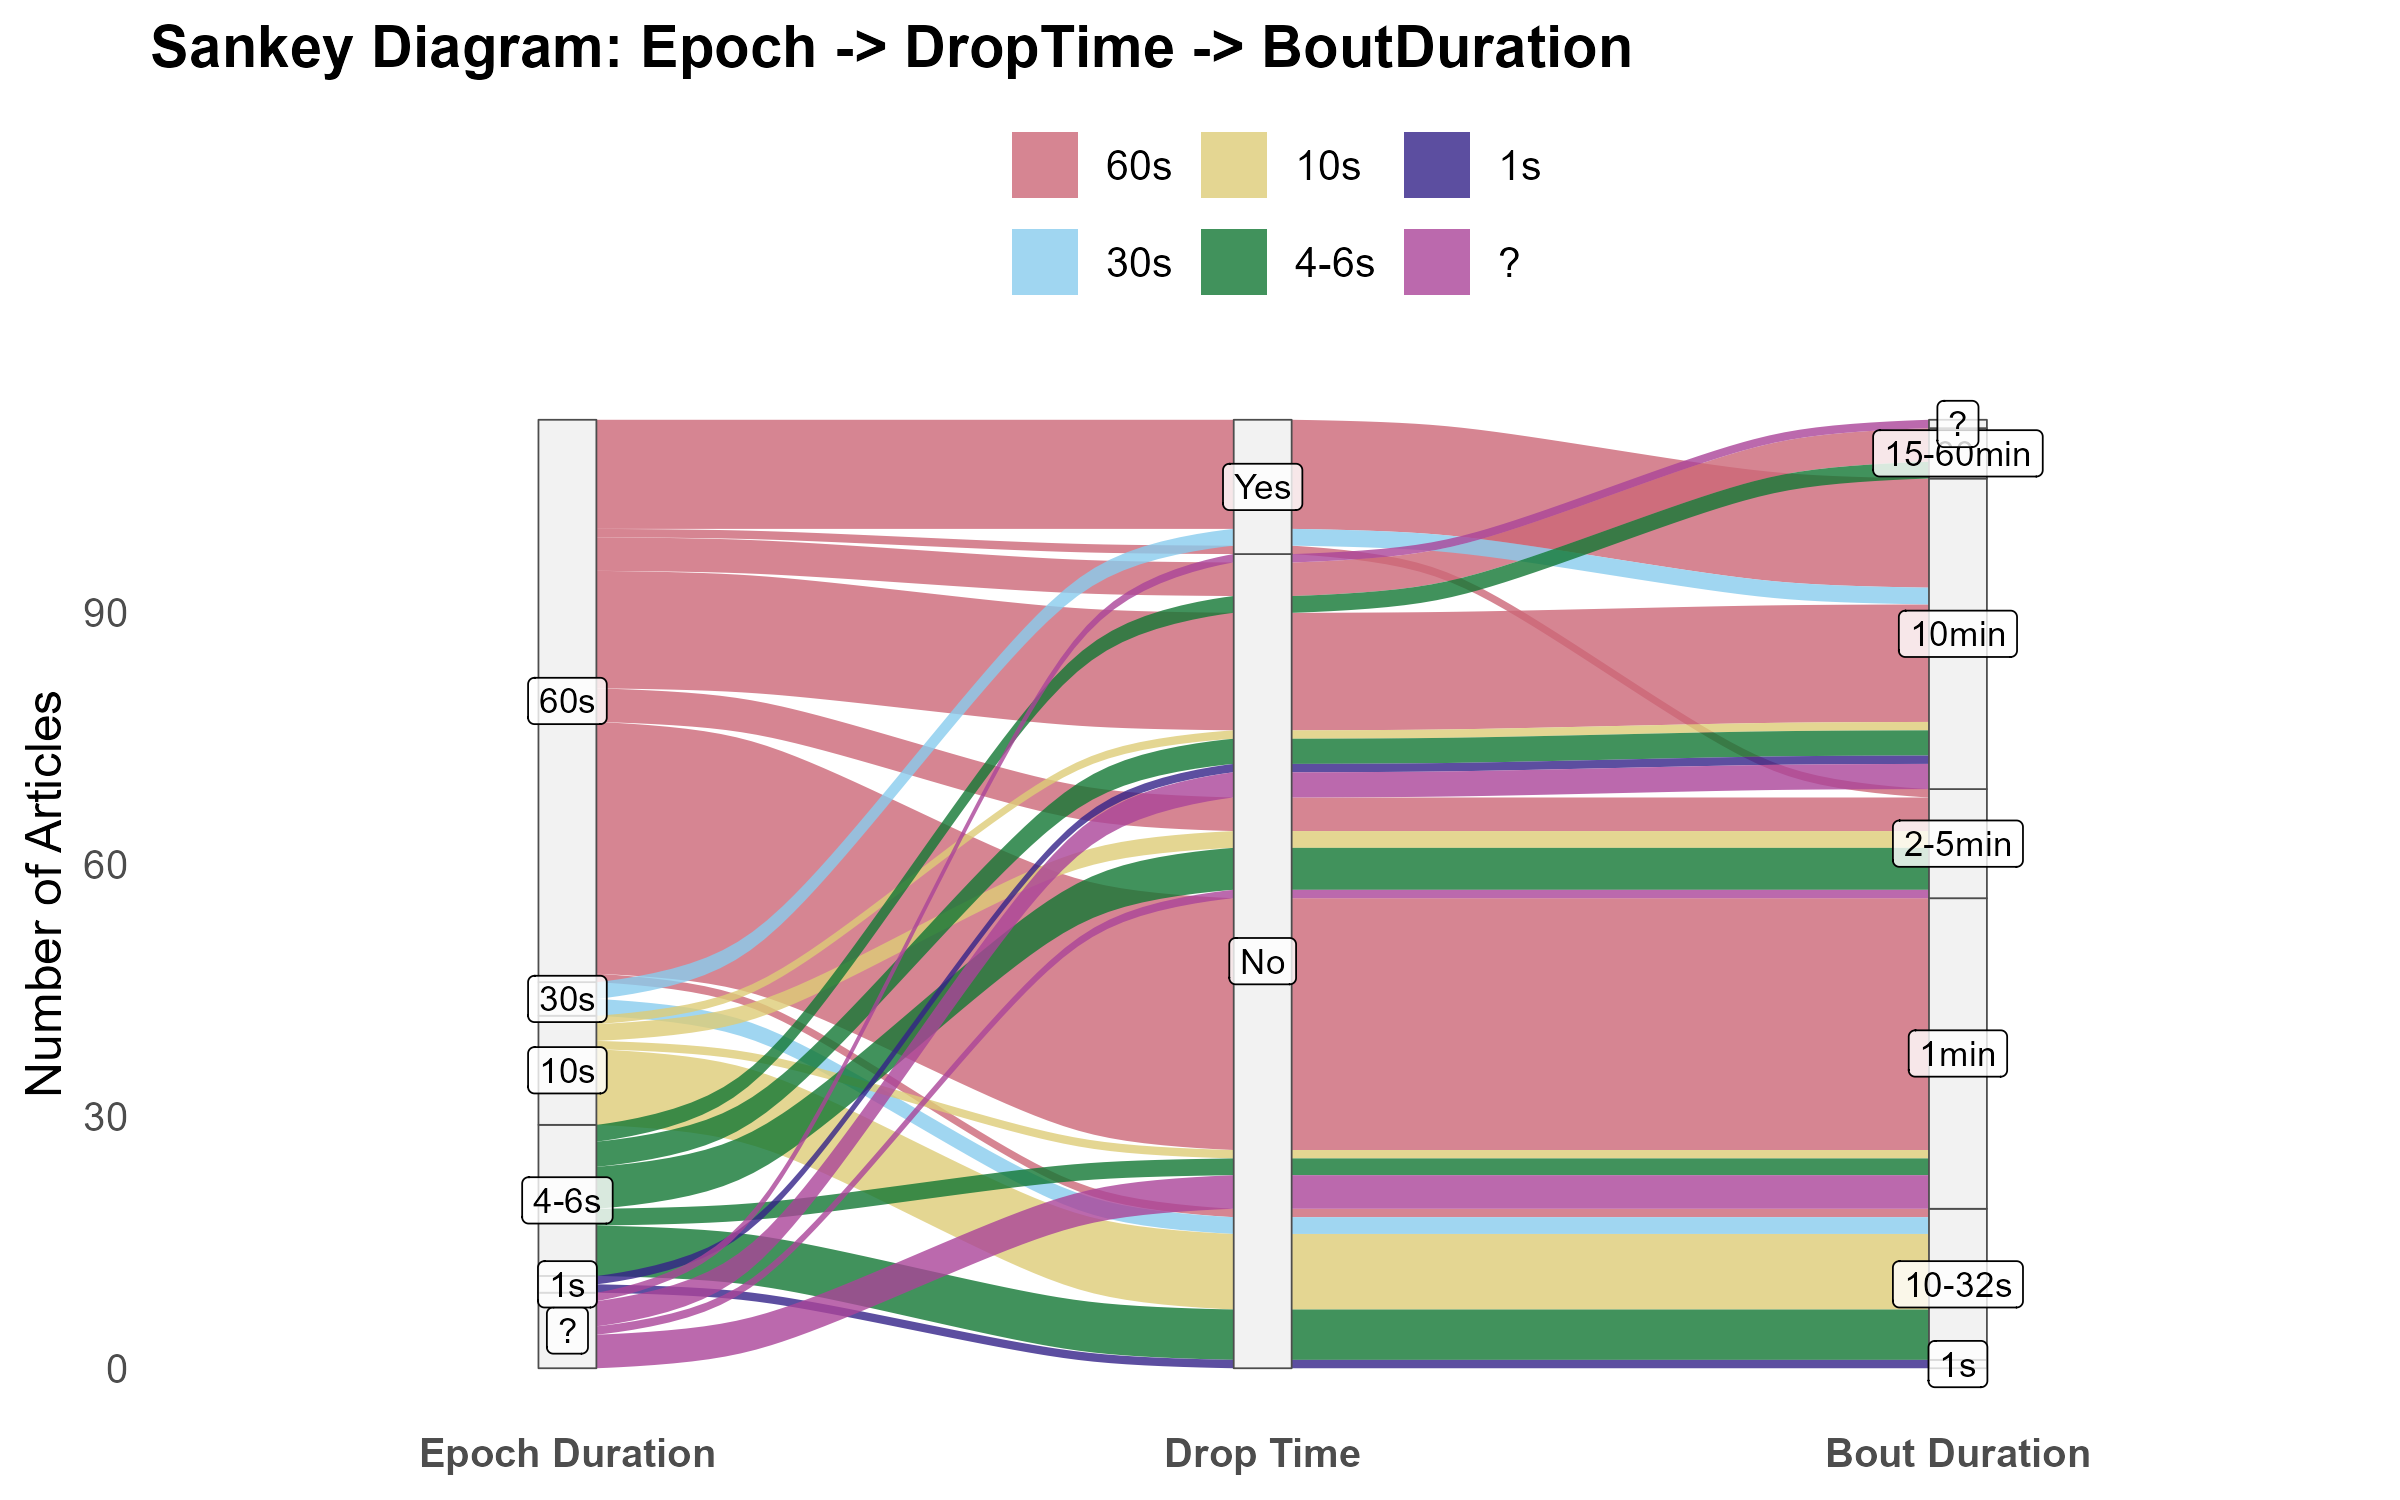 Sankey Diagram: Epoch -> DropTime -> BoutDuration
60s
10s
1s
30s
4-6s
?
Number of Articles
90
60
30
0
60s
30s
10s
4-6s
1s
?
Yes
No
?
15-60min
10min
2-5min
1min
10-32s
1s
Epoch Duration
Drop Time
Bout Duration